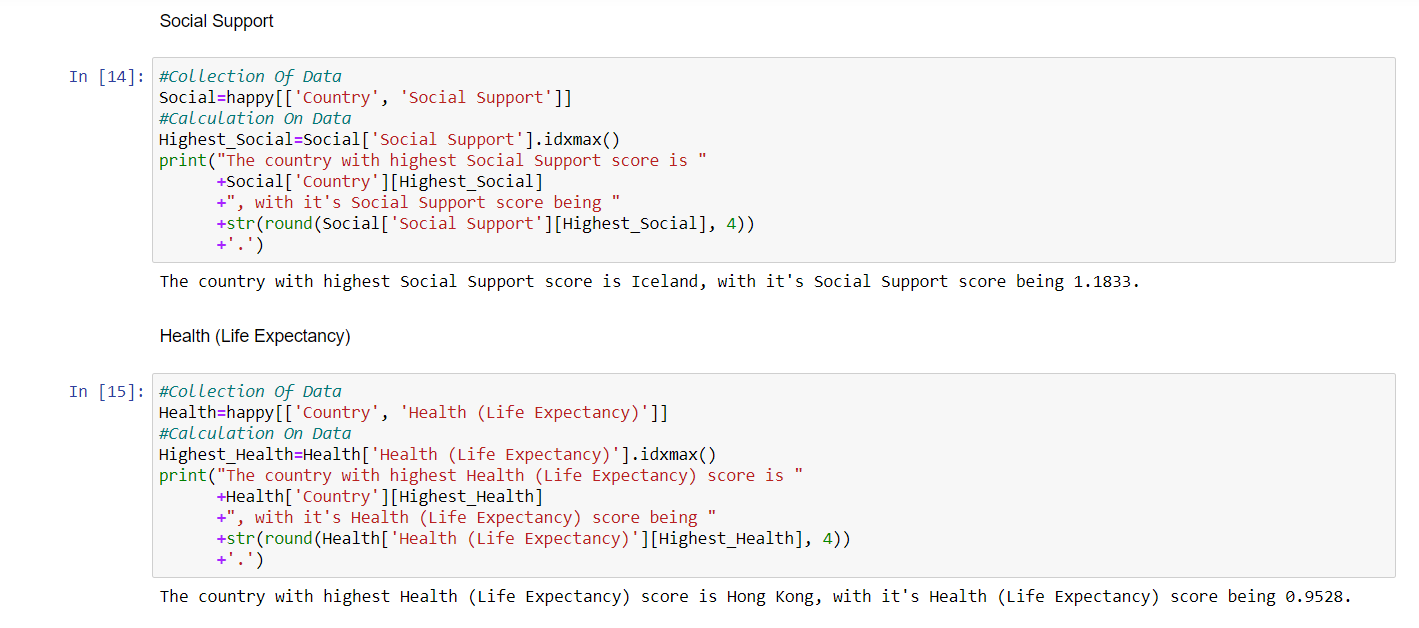 Social Support
In [14]: #Collection Of Data
Social=happy[['Country', 'Social Support']]
#Calculation On Data
Highest_Social=Social['Social Support'].idxmax()
print("The country with highest Social Support score is "
      +Social['Country'][Highest_Social]
      +", with it's Social Support score being "
      +str(round(Social['Social Support'][Highest_Social], 4))
      +'.')
The country with highest Social Support score is Iceland, with it's Social Support score being 1.1833.
Health (Life Expectancy)
In [15]: #Collection Of Data
Health=happy[['Country', 'Health (Life Expectancy)']]
#Calculation On Data
Highest_Health=Health['Health (Life Expectancy)'].idxmax()
print("The country with highest Health (Life Expectancy) score is "
      +Health['Country'][Highest_Health]
      +", with it's Health (Life Expectancy) score being "
      +str(round(Health['Health (Life Expectancy)'][Highest_Health], 4))
      +'.')
The country with highest Health (Life Expectancy) score is Hong Kong, with it's Health (Life Expectancy) score being 0.9528.